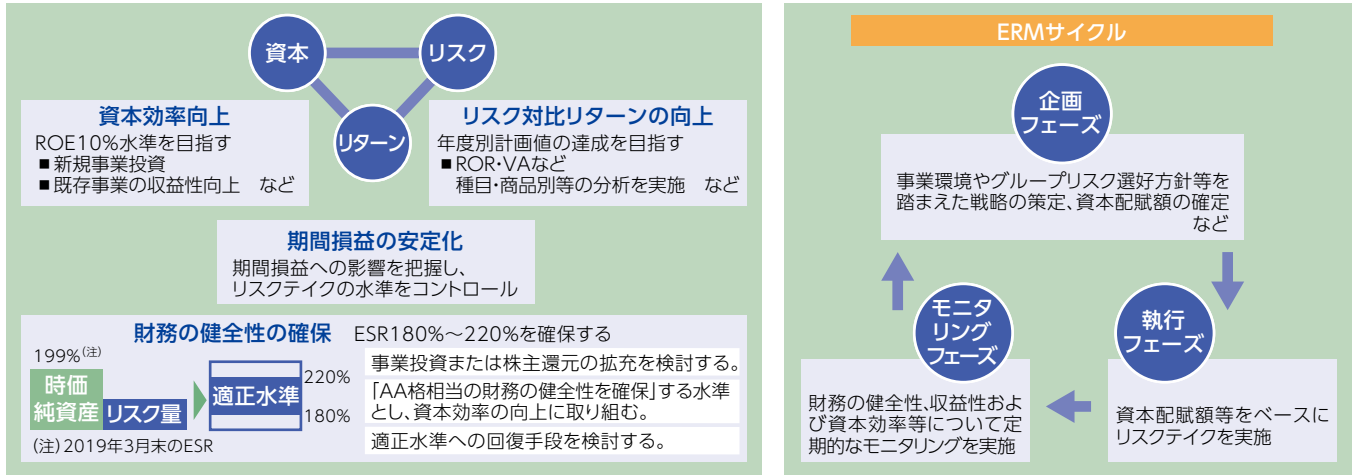 資本
リスク
リターン
資本効率向上
ROE10%水準を目指す
■新規事業投資
■既存事業の収益性向上 など
リスク対比リターンの向上
年度別計画値の達成を目指す
■ROR・VAなど
種目・商品別等の分析を実施 など
期間損益の安定化
期間損益への影響を把握し、
リスクテイクの水準をコントロール
財務の健全性の確保 ESR180%～220%を確保する
199%(注)
時価
純資産
リスク量
適正水準
220%
180%
事業投資または株主還元の拡充を検討する。
「AA格相当の財務の健全性を確保」する水準
とし、資本効率の向上に取り組む。
適正水準への回復手段を検討する。
(注)2019年3月末のESR
ERMサイクル
企画
フェーズ
事業環境やグループリスク選好方針等を
踏まえた戦略の策定、資本配賦額の確定
など
執行
フェーズ
資本配賦額等をベースに
リスクテイクを実施
モニタ
リング
フェーズ
財務の健全性、収益性およ
び資本効率等について定
期的なモニタリングを実施